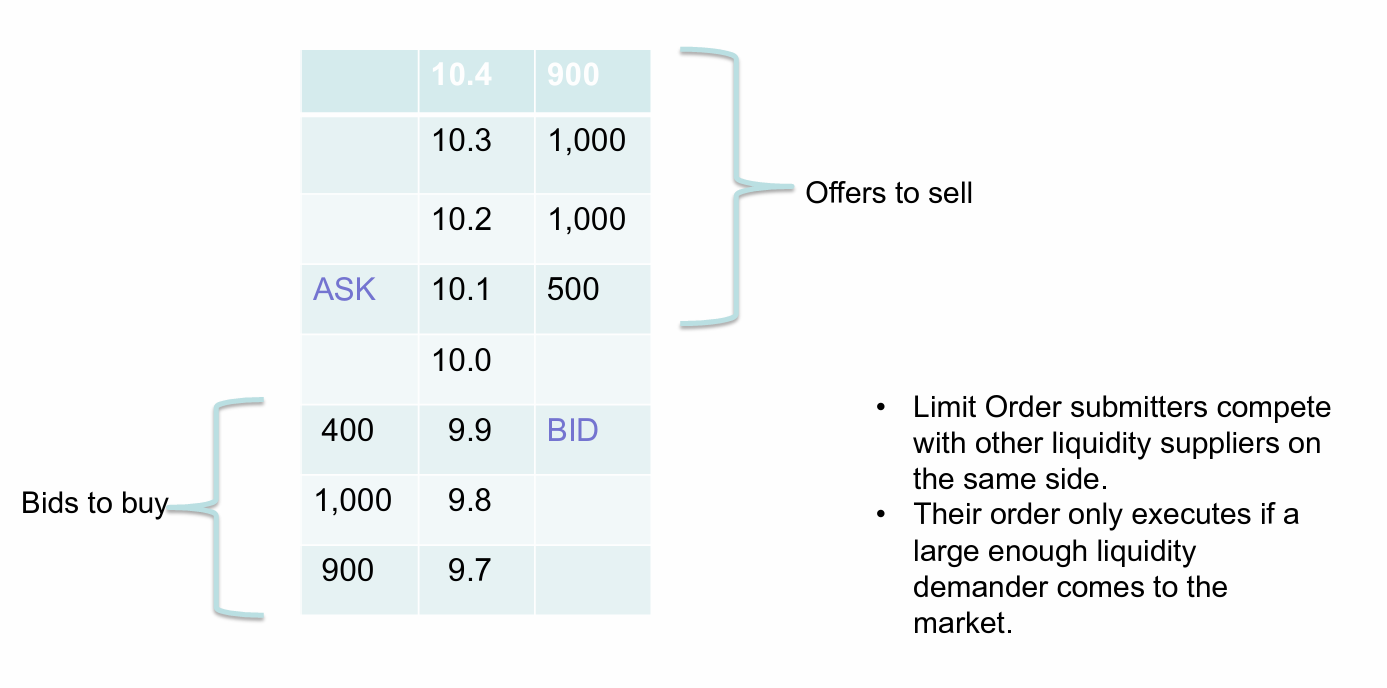 10.4 900
10.3 1,000
Offers to sell
10.2 1,000
ASK 10.1 500
10.0
400 9.9 BID
Bids to buy
1,000 9.8
900 9.7
• Limit Order submitters compete
with other liquidity suppliers on
the same side.
• Their order only executes if a
large enough liquidity
demander comes to the
market.